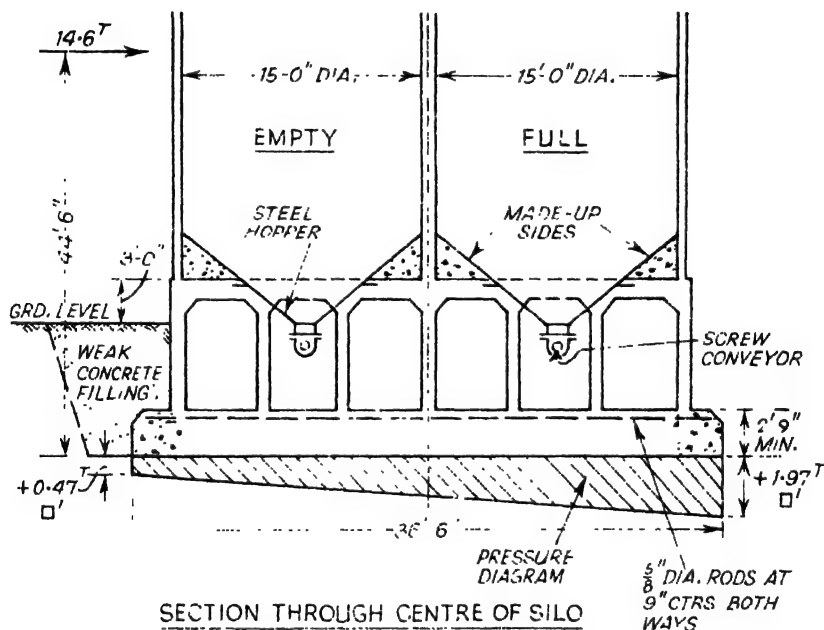 14·6ᵀ
15-0" DIA.
15'0" DIA.
EMPTY
FULL
STEEL
HOPPER
MADE-UP
SIDES
44'6"
3'-0"
GRD. LEVEL
WEAK
CONCRETE
FILLING.
SCREW
CONVEYOR
2'9"
MIN.
+0·47ᵀ
□'
+1·97ᵀ
□'
36'6"
PRESSURE
DIAGRAM
5/8" DIA. RODS AT
9" CTRS BOTH
WAYS
SECTION THROUGH CENTRE OF SILO